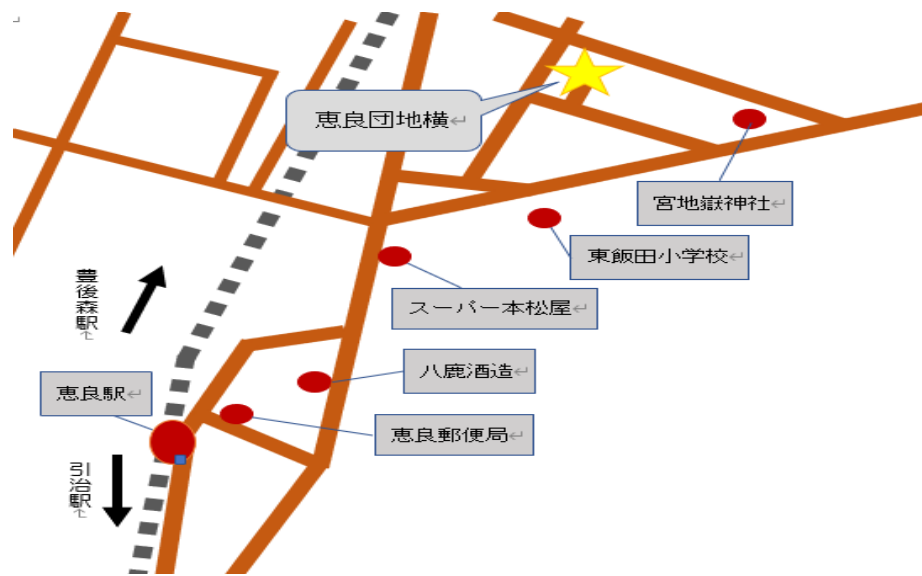 恵良団地横
宮地嶽神社
東飯田小学校
豊後森駅
スーパー本松屋
八鹿酒造
恵良駅
恵良郵便局
引治駅